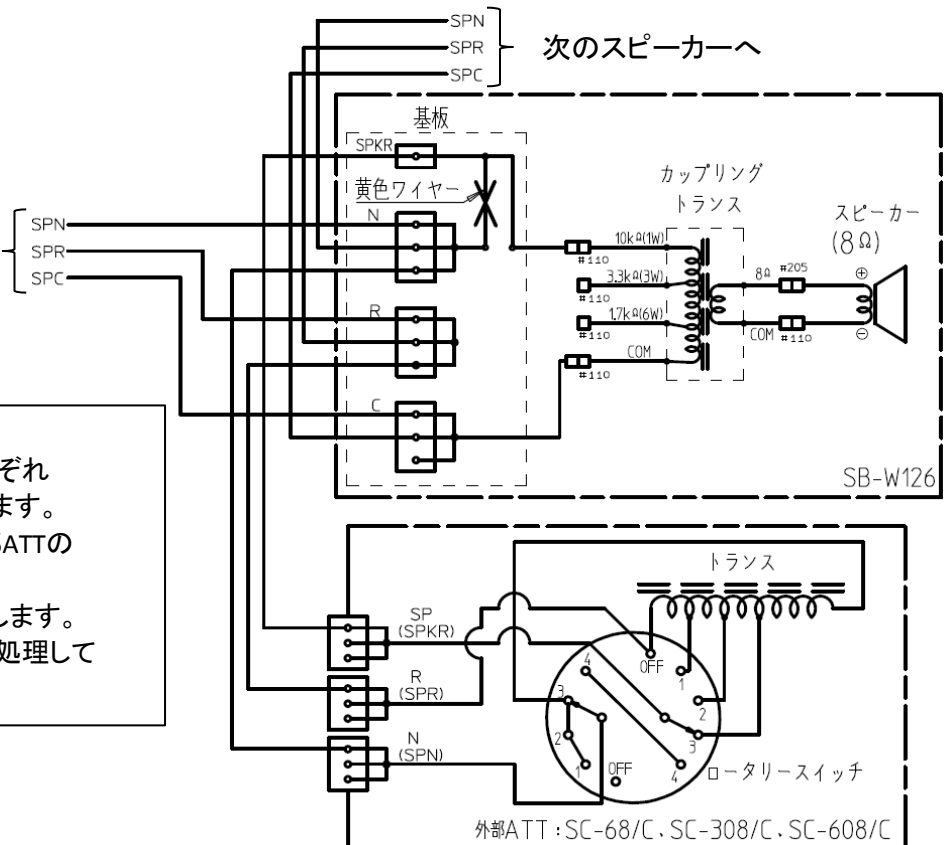 SPN
SPR
SPC
次のスピーカーへ
基板
SPKR
黄色ワイヤー
N
R
C
SPN
SPR
SPC
カップリング
トランス
スピーカー
(8Ω)
10kΩ(1W)
#110
3.3kΩ(3W)
#110
1.7kΩ(6W)
#110
COM
#110
8Ω
#205
COM
#110
⊕
⊖
SB-W126
ぞれ
ます。
ATTの
します。
処理して
トランス
SP
(SPKR)
R
(SPR)
N
(SPN)
OFF
1
2
3
4
4
3
2
1
OFF
ロータリースイッチ
外部ATT:SC-68/C、SC-308/C、SC-608/C